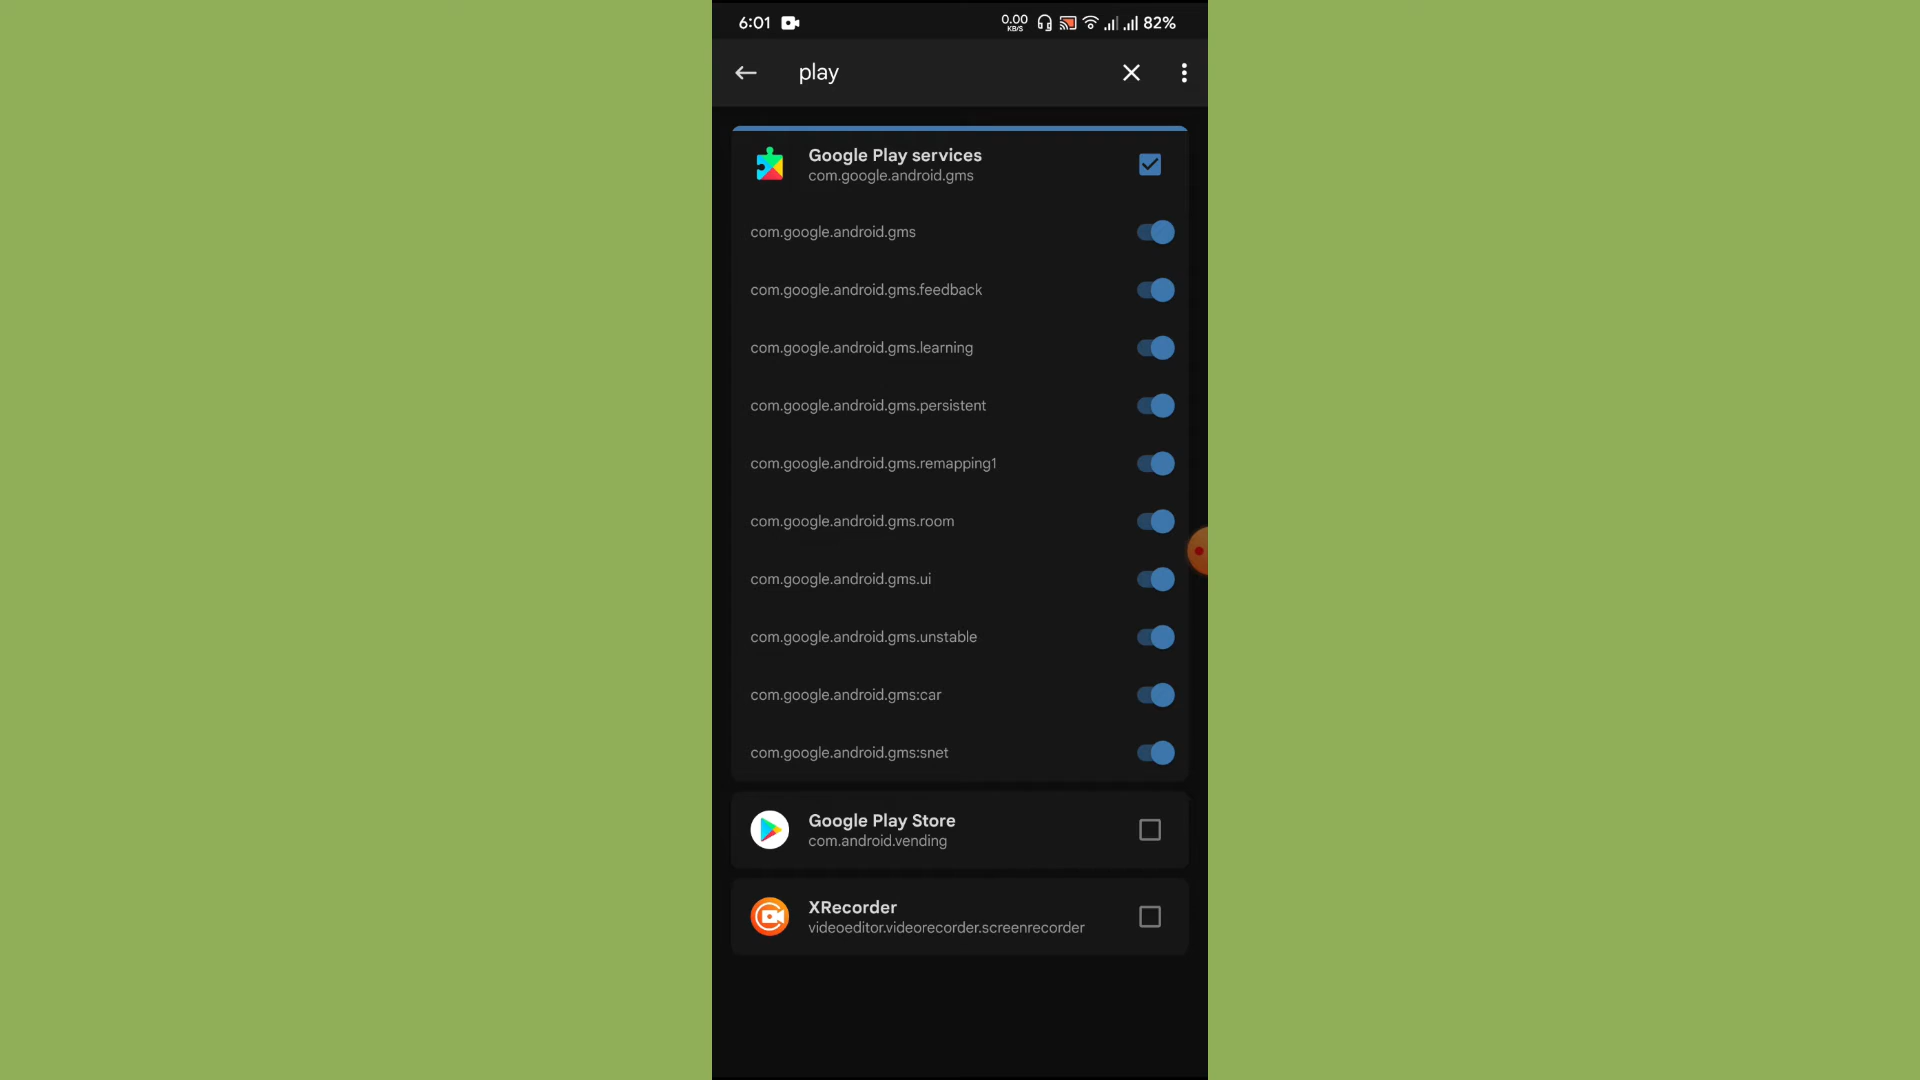 6:01
0.00
KB/S
82%
play
Google Play services
com.google.android.gms
com.google.android.gms
com.google.android.gms.feedback
com.google.android.gms.learning
com.google.android.gms.persistent
com.google.android.gms.remapping1
com.google.android.gms.room
com.google.android.gms.ui
com.google.android.gms.unstable
com.google.android.gms:car
com.google.android.gms:snet
Google Play Store
com.android.vending
XRecorder
videoeditor.videorecorder.screenrecorder